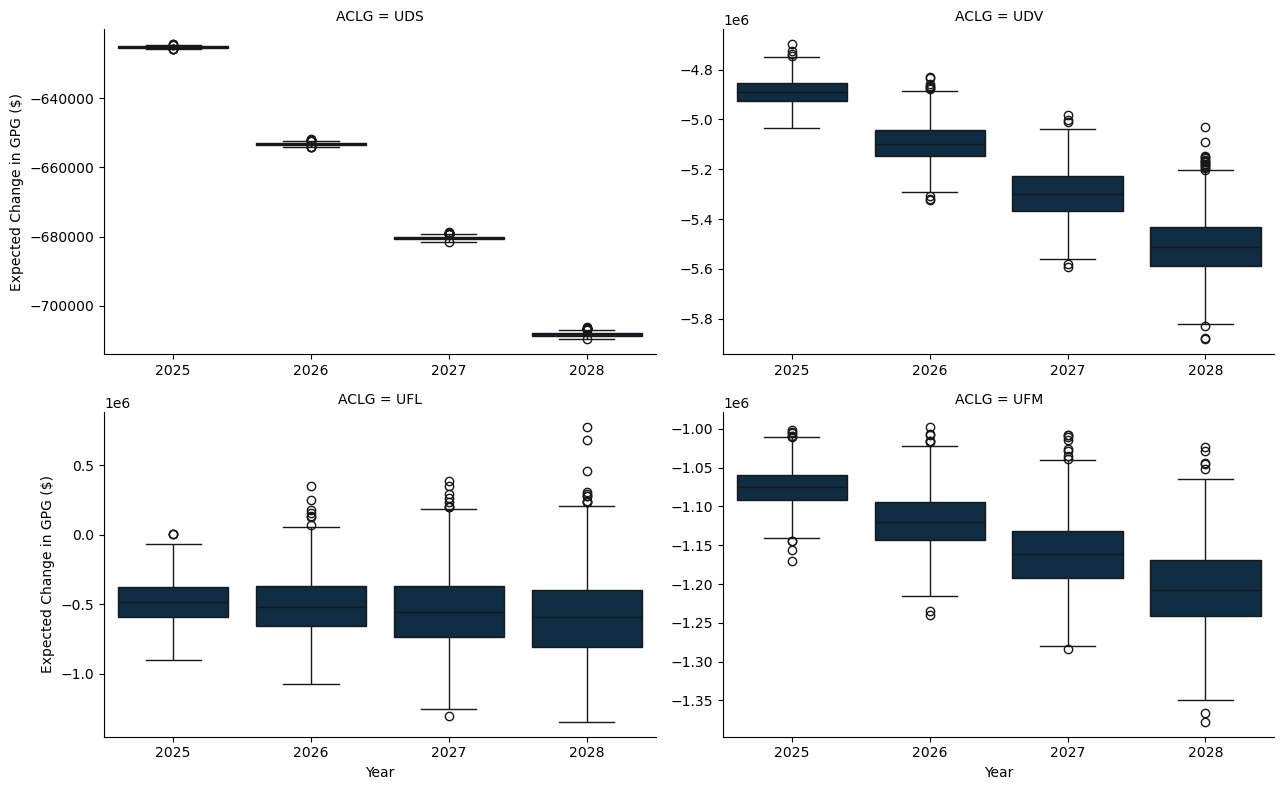 ACLG = UDS
Expected Change in GPG ($)
−640000
−660000
−680000
−700000
2025 2026 2027 2028
ACLG = UDV
1e6
−4.8
−5.0
−5.2
−5.4
−5.6
−5.8
2025 2026 2027 2028
ACLG = UFL
1e6
Expected Change in GPG ($)
0.5
0.0
−0.5
−1.0
2025 2026 2027 2028
Year
ACLG = UFM
1e6
−1.00
−1.05
−1.10
−1.15
−1.20
−1.25
−1.30
−1.35
2025 2026 2027 2028
Year